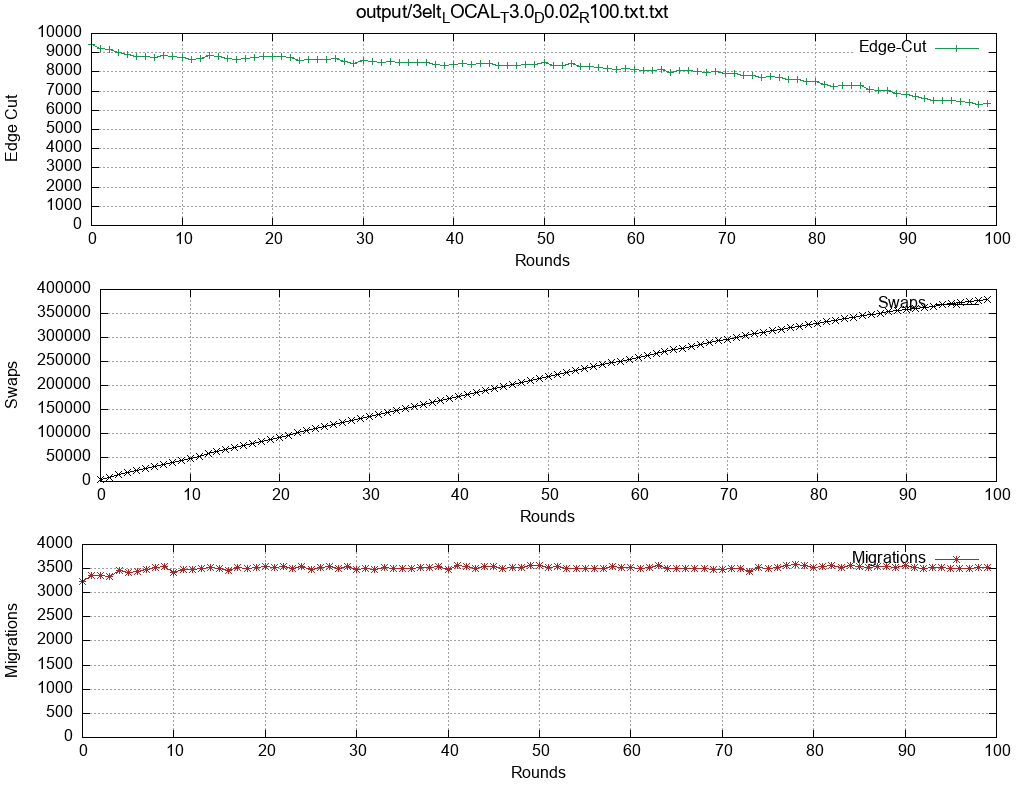 output/3elt_LOCAL_T3.0_D0.02_R100.txt.txt
10000
9000
8000
7000
6000
5000
4000
3000
2000
1000
0
Edge Cut
Edge-Cut
0 10 20 30 40 50 60 70 80 90 100
Rounds
400000
350000
300000
250000
200000
150000
100000
50000
0
Swaps
Swaps
0 10 20 30 40 50 60 70 80 90 100
Rounds
4000
3500
3000
2500
2000
1500
1000
500
0
Migrations
Migrations
0 10 20 30 40 50 60 70 80 90 100
Rounds